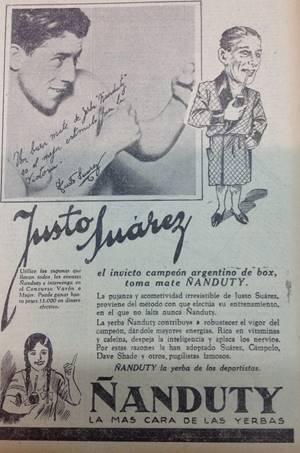 Un buen mate de yerba "Ñanduty"
es el mejor estimulo para la
Victoria.
Justo Suárez
Justo Suárez
Utilice los cupones que
llevan todos los envases
Ñanduty e intervenga en
el Concurso Varón o
Mujer. Puede ganar has-
ta pesos 15.000 en dinero
efectivo.
el invicto campeón argentino de box,
toma mate ÑANDUTY.
La pujanza y acometividad irresistible de Justo Suárez,
proviene del método con que efectúa su entrenamiento,
en el que no falta nunca Ñanduty.
La yerba Ñanduty contribuye a robustecer el vigor del
campeón, dándole mayores energías. Rica en vitaminas
y cafeína, despeja la inteligencia y aplaca los nervios.
Por estas razones la han adoptado Suárez, Cámpolo,
Dave Shade y otros, pugilistas famosos.
ÑANDUTY la yerba de los deportistas.
ÑANDUTY
LA MAS CARA DE LAS YERBAS